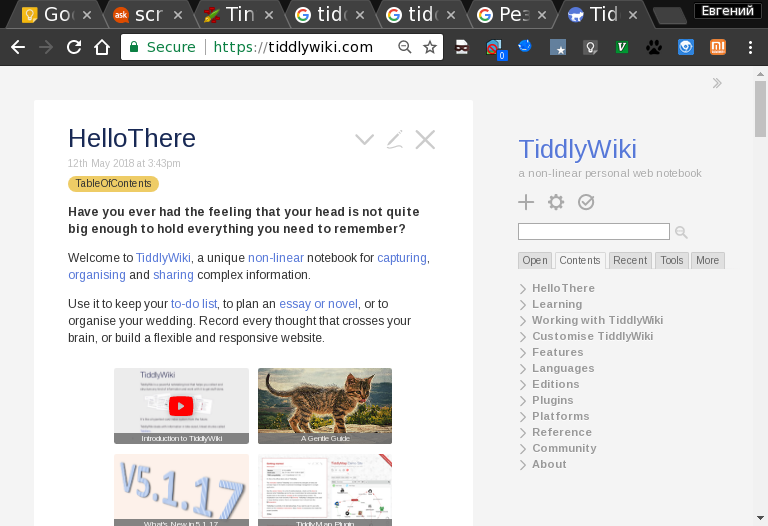 Goo
scr
Tin
tidd
tidd
Рез
Tid
Евгений
Secure
https://tiddlywiki.com
0
HelloThere
12th May 2018 at 3:43pm
TableOfContents
Have you ever had the feeling that your head is not quite
big enough to hold everything you need to remember?
Welcome to TiddlyWiki, a unique non-linear notebook for capturing,
organising and sharing complex information.
Use it to keep your to-do list, to plan an essay or novel, or to
organise your wedding. Record every thought that crosses your
brain, or build a flexible and responsive website.
TiddlyWiki
Introduction to TiddlyWiki
A Gentle Guide
V5.1.17
What's New in 5.1.17
TiddlyMap Plugin
TiddlyWiki
a non-linear personal web notebook
Open
Contents
Recent
Tools
More
HelloThere
Learning
Working with TiddlyWiki
Customise TiddlyWiki
Features
Languages
Editions
Plugins
Platforms
Reference
Community
About